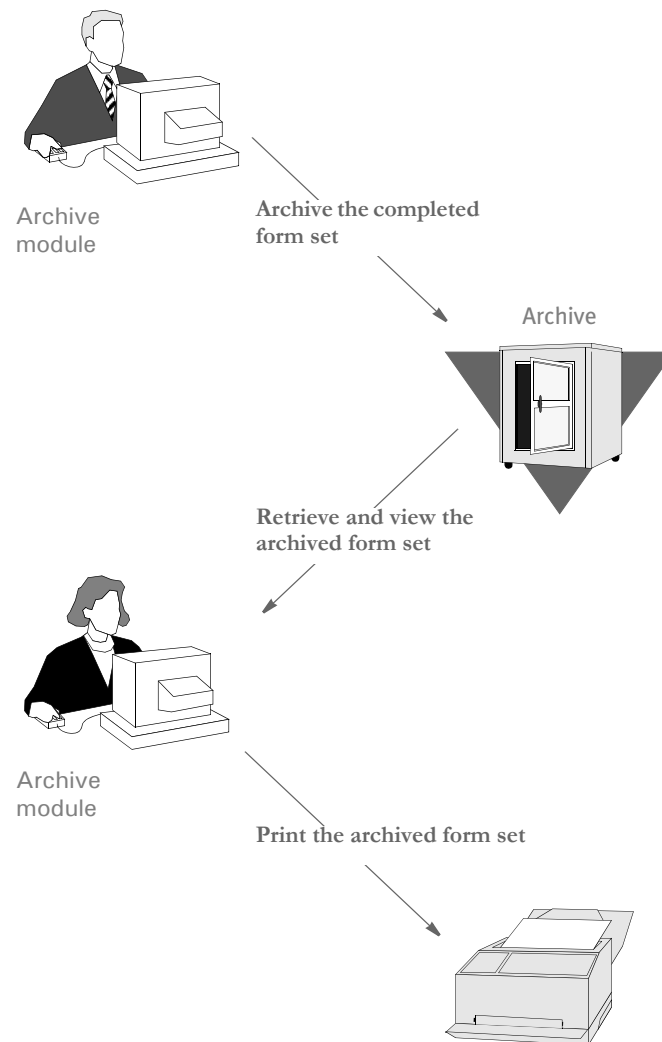 Archive
module
Archive the completed
form set
Archive
Retrieve and view the
archived form set
Archive
module
Print the archived form set